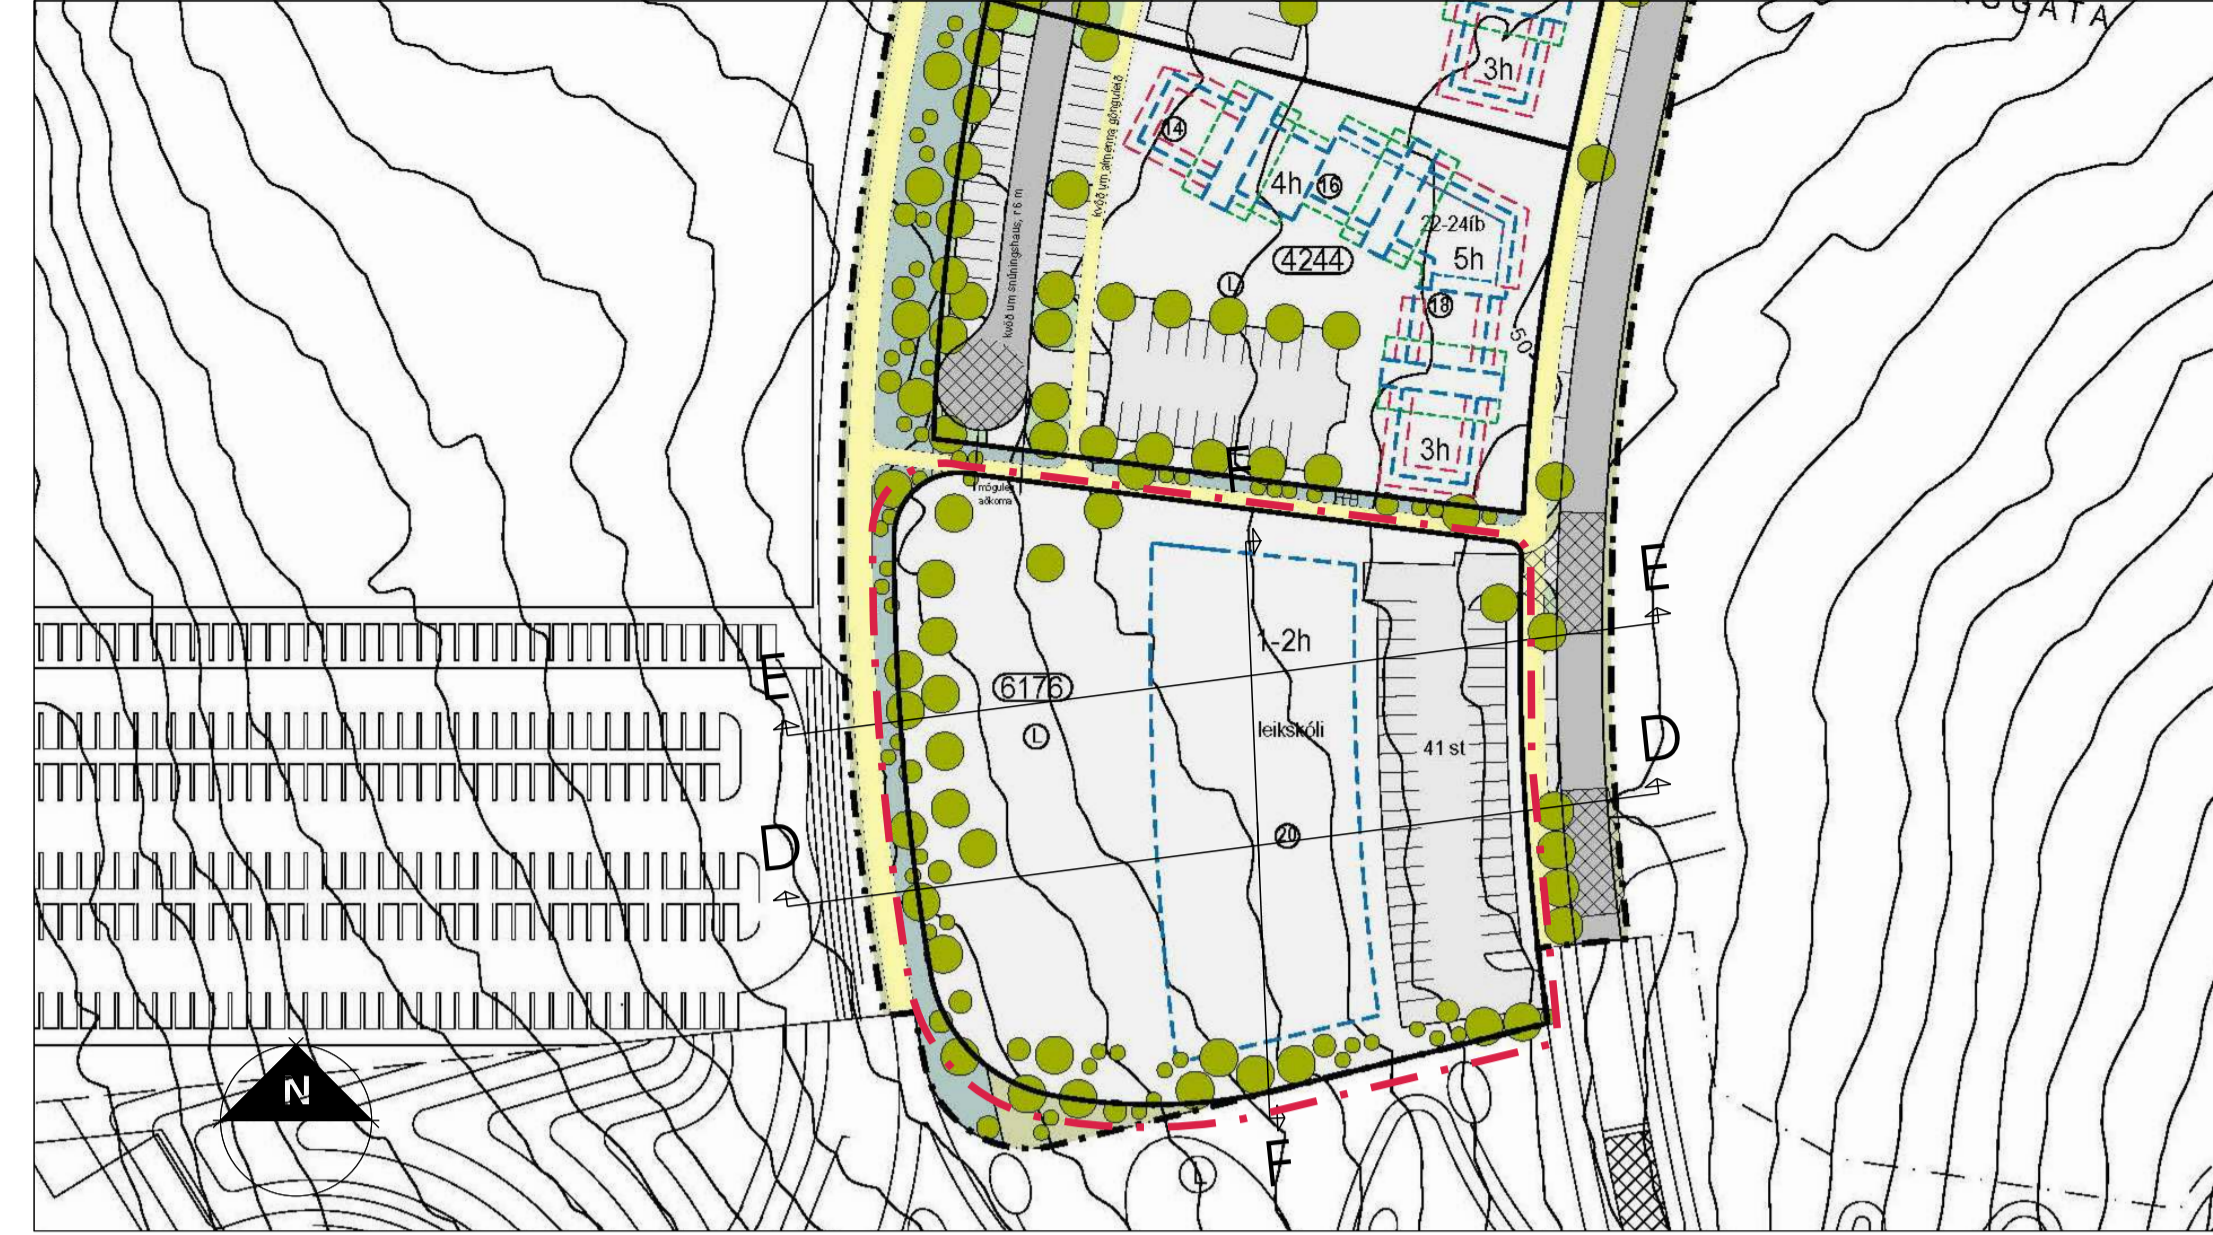 3h
14
4h 16
22-24íb
5h
4244
L
18
50
3h
kvöð um almenna gönguleið
kvöð um snúningshaus, r 6 m
F
möguleg
aðkoma
E
1-2h
E
6176
L
leikskóli
41 st
D
20
D
N
F
L